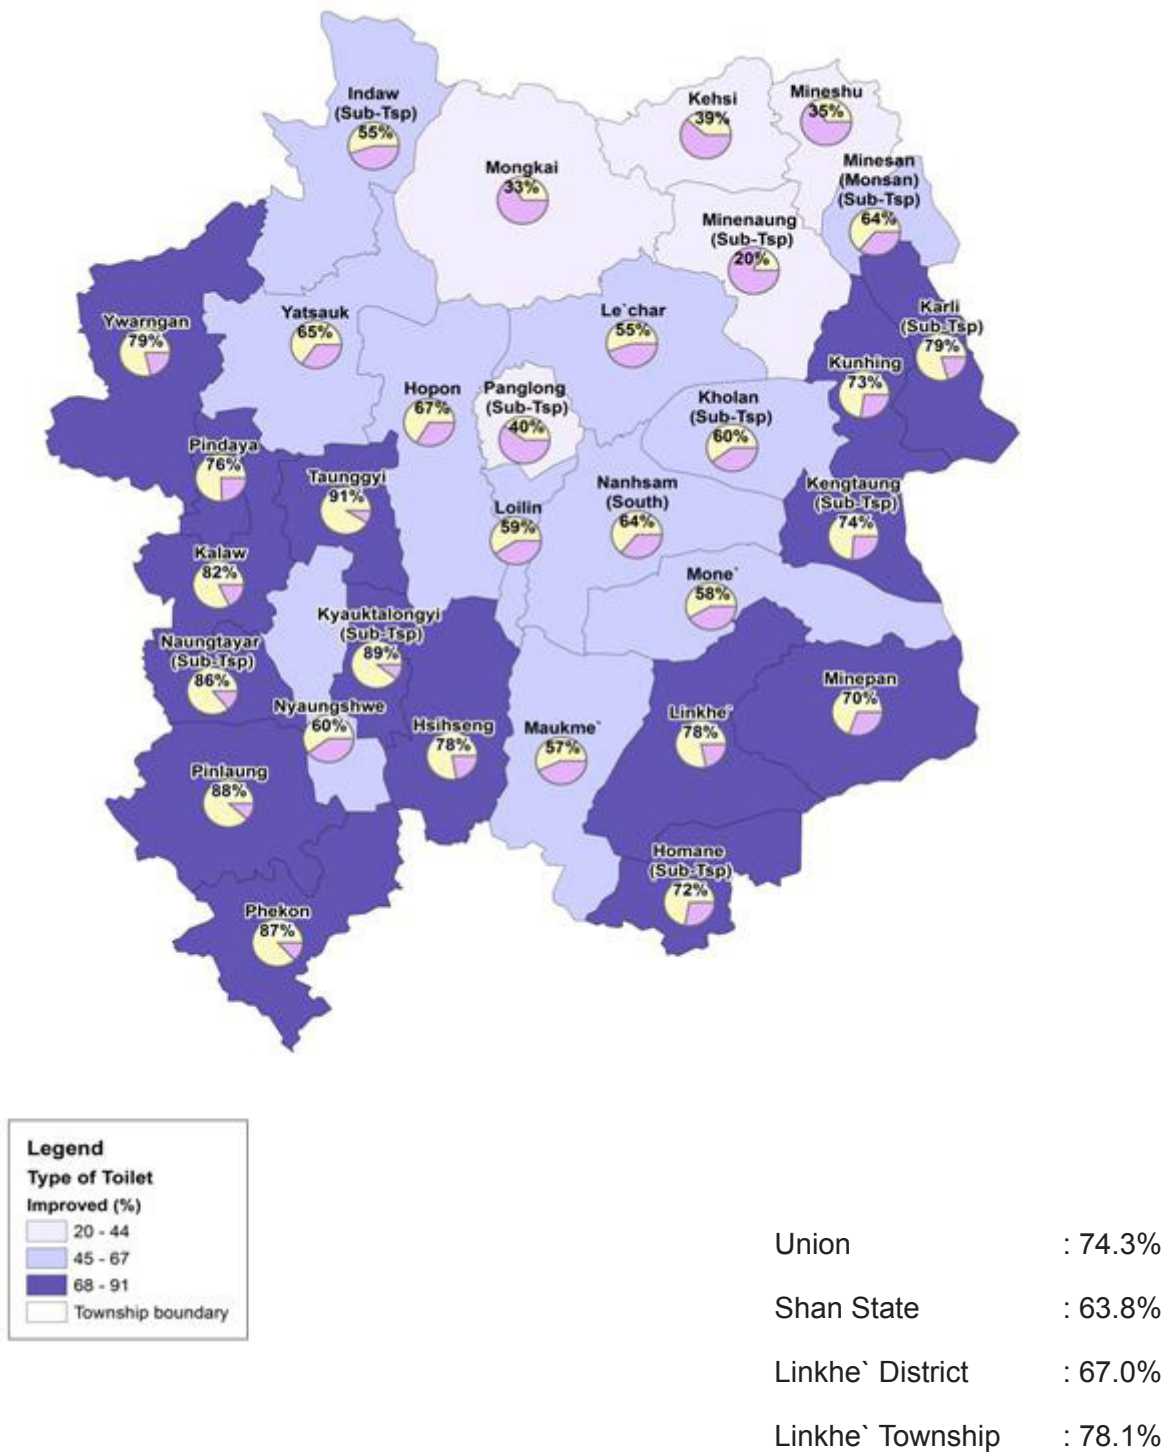 Indaw
(Sub-Tsp)
55%
Kehsi
39%
Mineshu
35%
Mongkai
33%
Minesan
(Monsan)
(Sub-Tsp)
64%
Minenaung
(Sub-Tsp)
20%
Ywarngan
79%
Yatsauk
65%
Le`char
55%
Karli
(Sub-Tsp)
79%
Kunhing
73%
Hopon
67%
Panglong
(Sub-Tsp)
40%
Kholan
(Sub-Tsp)
60%
Pindaya
76%
Taunggyi
91%
Loilin
59%
Nanhsam
(South)
64%
Kengtaung
(Sub-Tsp)
74%
Kalaw
82%
Mone`
58%
Kyauktalongyi
(Sub-Tsp)
89%
Naungtayar
(Sub-Tsp)
86%
Nyaungshwe
60%
Hsihseng
78%
Maukme`
57%
Linkhe`
78%
Minepan
70%
Pinlaung
88%
Homane
(Sub-Tsp)
72%
Phekon
87%
Legend
Type of Toilet
Improved (%)
20 - 44
45 - 67
68 - 91
Township boundary
Union : 74.3%
Shan State : 63.8%
Linkhe` District : 67.0%
Linkhe` Township : 78.1%